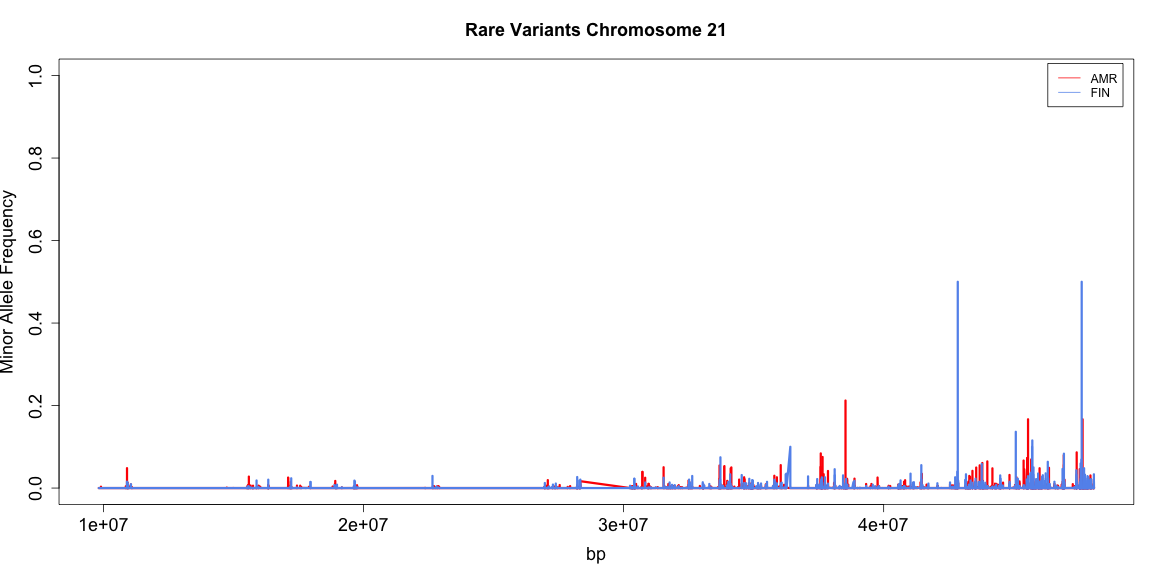 Rare Variants Chromosome 21
AMR
FIN
Minor Allele Frequency
1.0
0.8
0.6
0.4
0.2
0.0
1e+07 2e+07 3e+07 4e+07
bp